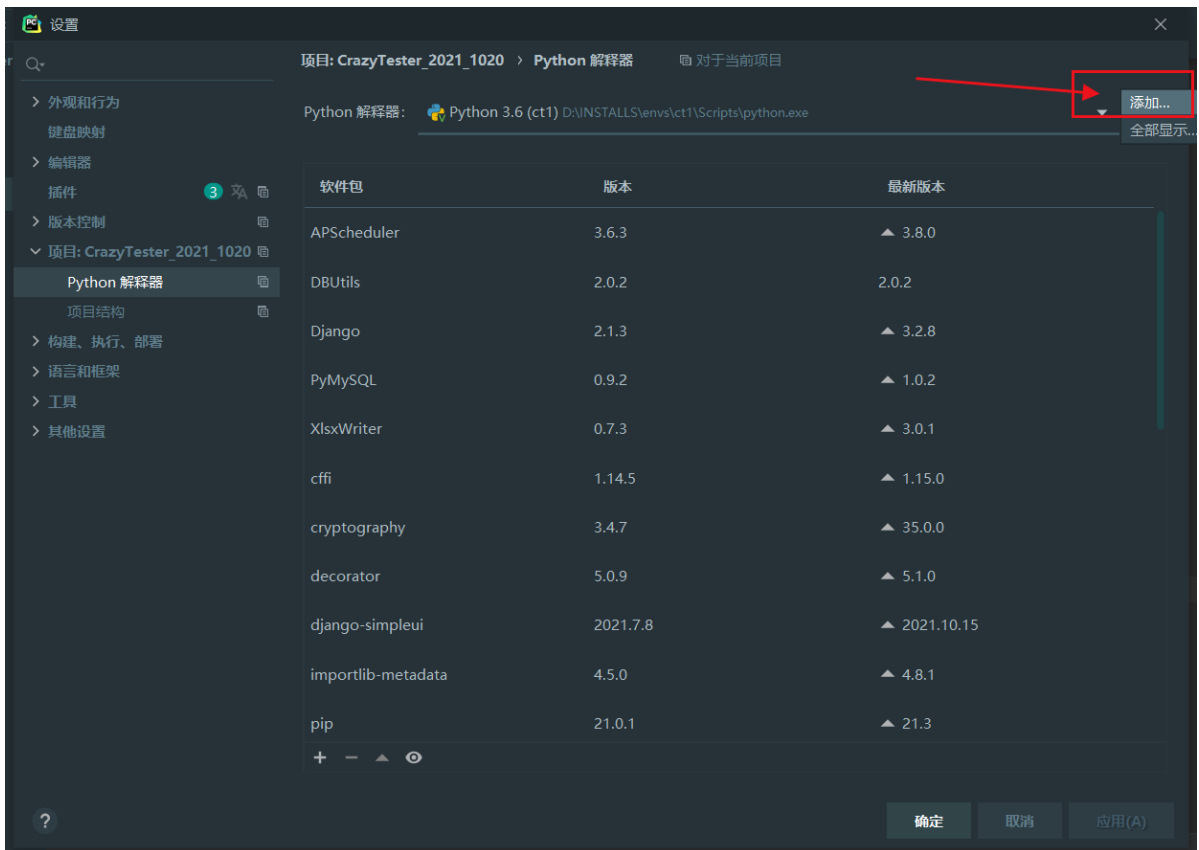 PC 设置
项目: CrazyTester_2021_1020 › Python 解释器 对于当前项目
外观和行为
键盘映射
编辑器
插件 3
版本控制
项目: CrazyTester_2021_1020
Python 解释器
项目结构
构建、执行、部署
语言和框架
工具
其他设置
Python 解释器: Python 3.6 (ct1) D:\INSTALLS\envs\ct1\Scripts\python.exe
添加...
全部显示...
软件包 版本 最新版本
APScheduler 3.6.3 3.8.0
DBUtils 2.0.2 2.0.2
Django 2.1.3 3.2.8
PyMySQL 0.9.2 1.0.2
XlsxWriter 0.7.3 3.0.1
cffi 1.14.5 1.15.0
cryptography 3.4.7 35.0.0
decorator 5.0.9 5.1.0
django-simpleui 2021.7.8 2021.10.15
importlib-metadata 4.5.0 4.8.1
pip 21.0.1 21.3
? 确定 取消 应用(A)